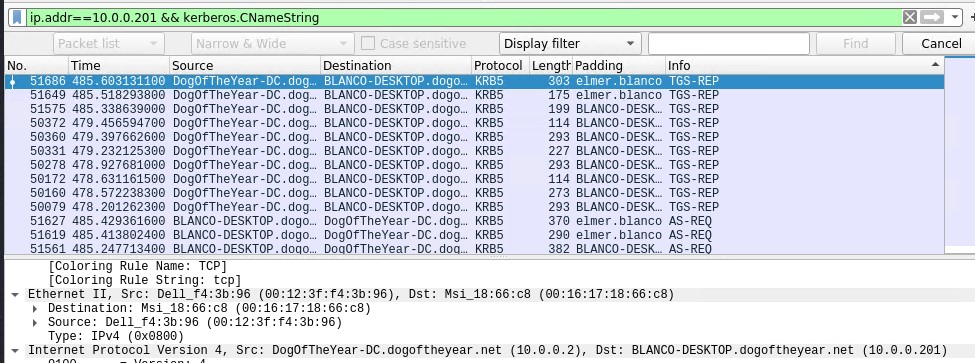 ip.addr==10.0.0.201 && kerberos.CNameString
Packet list Narrow & Wide Case sensitive Display filter Find Cancel
No. Time Source Destination Protocol Length Padding Info
51686 485.603131100 DogOfTheYear-DC.dog… BLANCO-DESKTOP.dogo… KRB5 303 elmer.blanco TGS-REP
51649 485.518293800 DogOfTheYear-DC.dog… BLANCO-DESKTOP.dogo… KRB5 175 elmer.blanco TGS-REP
51575 485.338639000 DogOfTheYear-DC.dog… BLANCO-DESKTOP.dogo… KRB5 199 BLANCO-DESK… TGS-REP
50372 479.456594700 DogOfTheYear-DC.dog… BLANCO-DESKTOP.dogo… KRB5 114 BLANCO-DESK… TGS-REP
50360 479.397662600 DogOfTheYear-DC.dog… BLANCO-DESKTOP.dogo… KRB5 293 BLANCO-DESK… TGS-REP
50331 479.232125300 DogOfTheYear-DC.dog… BLANCO-DESKTOP.dogo… KRB5 227 BLANCO-DESK… TGS-REP
50278 478.927681000 DogOfTheYear-DC.dog… BLANCO-DESKTOP.dogo… KRB5 293 BLANCO-DESK… TGS-REP
50172 478.631161500 DogOfTheYear-DC.dog… BLANCO-DESKTOP.dogo… KRB5 114 BLANCO-DESK… TGS-REP
50160 478.572238300 DogOfTheYear-DC.dog… BLANCO-DESKTOP.dogo… KRB5 273 BLANCO-DESK… TGS-REP
50079 478.201262300 DogOfTheYear-DC.dog… BLANCO-DESKTOP.dogo… KRB5 293 BLANCO-DESK… TGS-REP
51627 485.429361600 BLANCO-DESKTOP.dogo… DogOfTheYear-DC.dog… KRB5 370 elmer.blanco AS-REQ
51619 485.413802400 BLANCO-DESKTOP.dogo… DogOfTheYear-DC.dog… KRB5 290 elmer.blanco AS-REQ
51561 485.247713400 BLANCO-DESKTOP.dogo… DogOfTheYear-DC.dog… KRB5 382 BLANCO-DESK… AS-REQ
[Coloring Rule Name: TCP]
[Coloring Rule String: tcp]
Ethernet II, Src: Dell_f4:3b:96 (00:12:3f:f4:3b:96), Dst: Msi_18:66:c8 (00:16:17:18:66:c8)
Destination: Msi_18:66:c8 (00:16:17:18:66:c8)
Source: Dell_f4:3b:96 (00:12:3f:f4:3b:96)
Type: IPv4 (0x0800)
Internet Protocol Version 4, Src: DogOfTheYear-DC.dogoftheyear.net (10.0.0.2), Dst: BLANCO-DESKTOP.dogoftheyear.net (10.0.0.201)